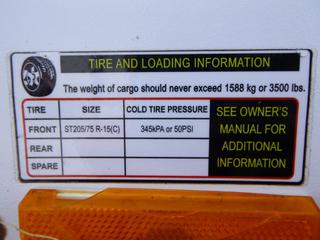 TIRE AND LOADING INFORMATION
The weight of cargo should never exceed 1588 kg or 3500 lbs.
TIRE SIZE COLD TIRE PRESSURE
FRONT ST205/75 R-15(C) 345kPA or 50PSI
REAR
SPARE
SEE OWNER'S
MANUAL FOR
ADDITIONAL
INFORMATION